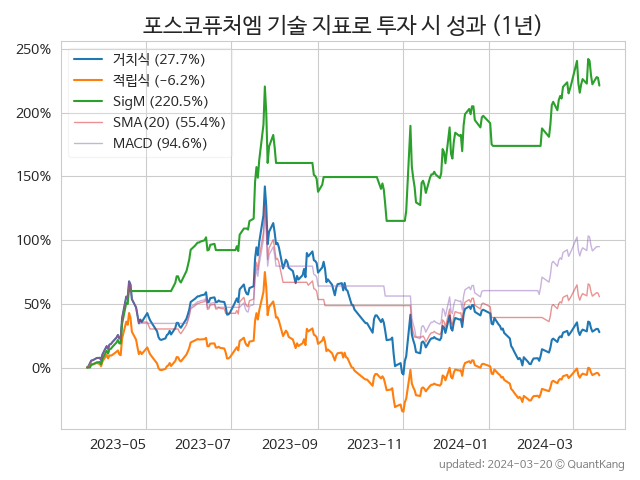 포스코퓨처엠 기술 지표로 투자 시 성과 (1년)
250%
200%
150%
100%
50%
0%
거치식 (27.7%)
적립식 (−6.2%)
SigM (220.5%)
SMA(20) (55.4%)
MACD (94.6%)
2023-05
2023-07
2023-09
2023-11
2024-01
2024-03
updated: 2024-03-20 © QuantKang